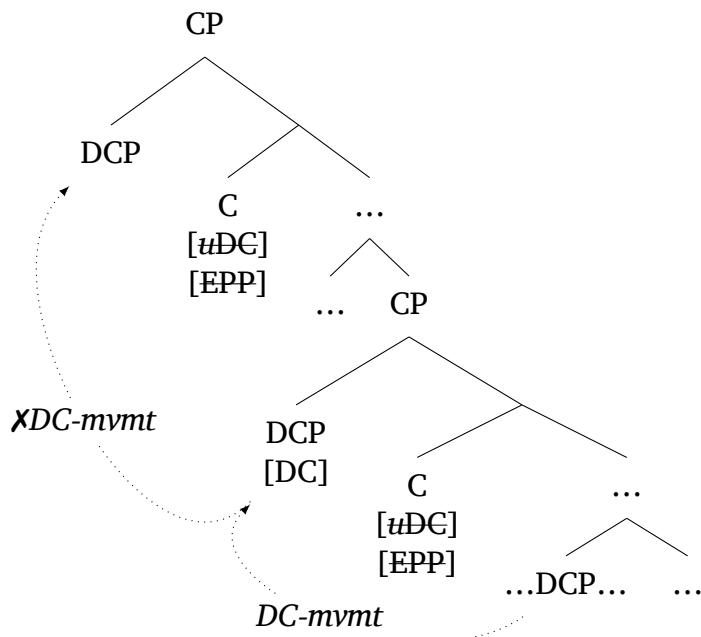 CP
DCP
C
…
[uDC]
[EPP]
… CP
✗DC-mvmt
DCP
[DC]
C
…
[uDC]
[EPP]
…DCP… …
DC-mvmt